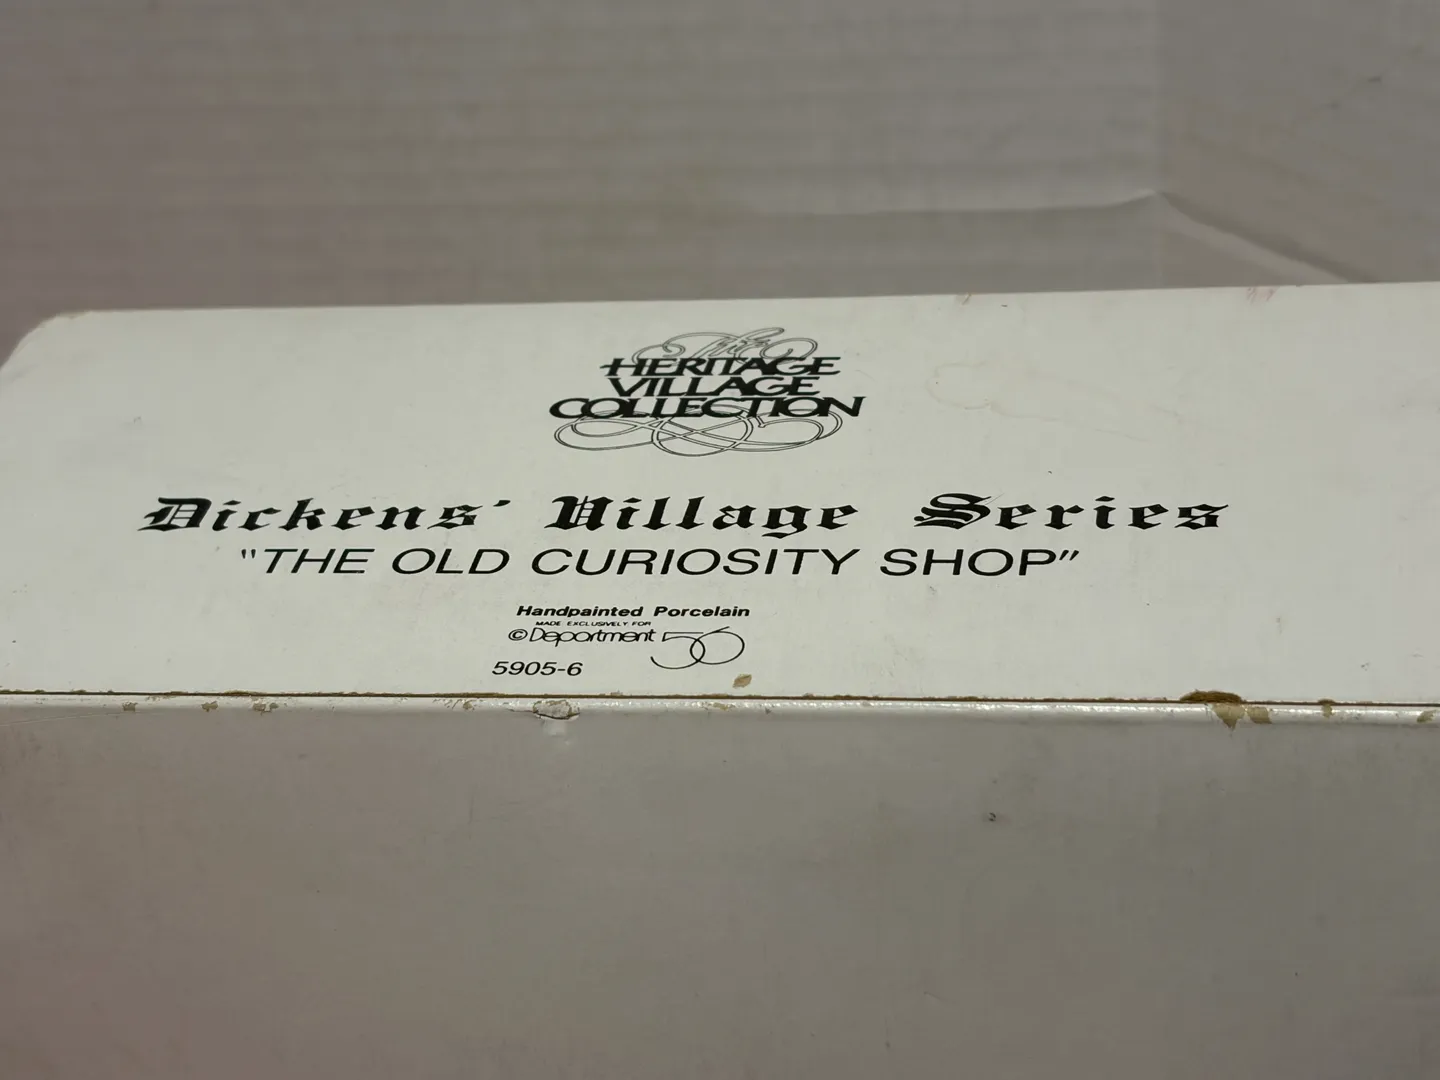 The
HERITAGE
VILLAGE
COLLECTION
Dickens' Village Series
"THE OLD CURIOSITY SHOP"
Handpainted Porcelain
MADE EXCLUSIVELY FOR
© Department 56
5905-6